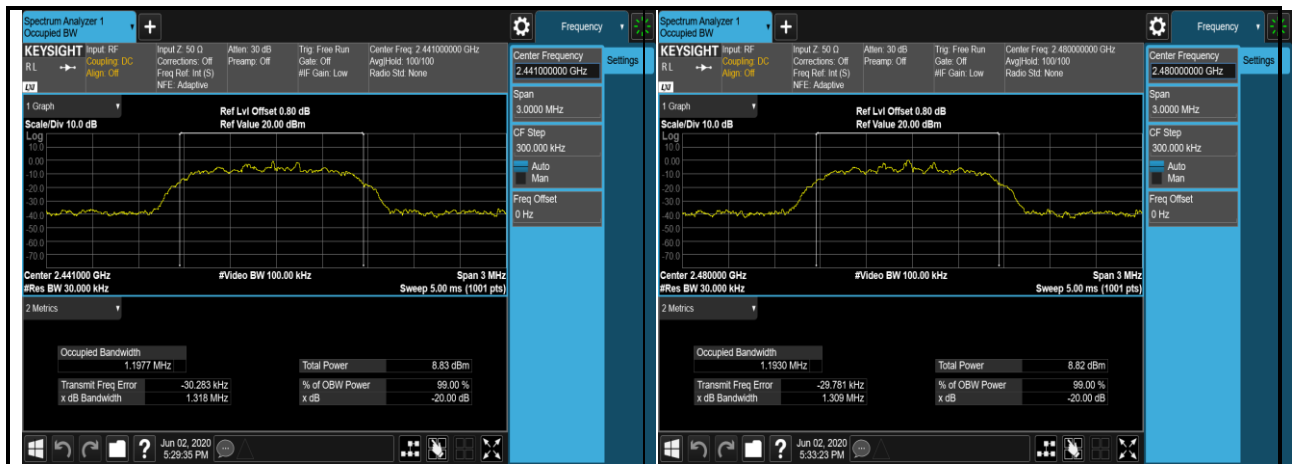 Spectrum Analyzer 1
Occupied BW
+
Frequency
KEYSIGHT
RL
LXI
Input: RF
Coupling: DC
Align: Off
Input Z: 50 Ω
Corrections: Off
Freq Ref: Int (S)
NFE: Adaptive
Atten: 30 dB
Preamp: Off
Trig: Free Run
Gate: Off
#IF Gain: Low
Center Freq: 2.441000000 GHz
Avg|Hold: 100/100
Radio Std: None
Center Frequency
2.441000000 GHz
Settings
Span
3.0000 MHz
CF Step
300.000 kHz
Auto
Man
Freq Offset
0 Hz
1 Graph
Scale/Div 10.0 dB
Ref Lvl Offset 0.80 dB
Ref Value 20.00 dBm
Log
10.0
0.00
-10.0
-20.0
-30.0
-40.0
-50.0
-60.0
-70.0
Center 2.441000 GHz
#Video BW 100.00 kHz
Span 3 MHz
#Res BW 30.000 kHz
Sweep 5.00 ms (1001 pts)
2 Metrics
Occupied Bandwidth
1.1977 MHz
Total Power 8.83 dBm
Transmit Freq Error -30.283 kHz
% of OBW Power 99.00 %
x dB Bandwidth 1.318 MHz
x dB -20.00 dB
?
Jun 02, 2020
5:29:35 PM
Spectrum Analyzer 1
Occupied BW
+
Frequency
KEYSIGHT
RL
LXI
Input: RF
Coupling: DC
Align: Off
Input Z: 50 Ω
Corrections: Off
Freq Ref: Int (S)
NFE: Adaptive
Atten: 30 dB
Preamp: Off
Trig: Free Run
Gate: Off
#IF Gain: Low
Center Freq: 2.480000000 GHz
Avg|Hold: 100/100
Radio Std: None
Center Frequency
2.480000000 GHz
Settings
Span
3.0000 MHz
CF Step
300.000 kHz
Auto
Man
Freq Offset
0 Hz
1 Graph
Scale/Div 10.0 dB
Ref Lvl Offset 0.80 dB
Ref Value 20.00 dBm
Log
10.0
0.00
-10.0
-20.0
-30.0
-40.0
-50.0
-60.0
-70.0
Center 2.480000 GHz
#Video BW 100.00 kHz
Span 3 MHz
#Res BW 30.000 kHz
Sweep 5.00 ms (1001 pts)
2 Metrics
Occupied Bandwidth
1.1930 MHz
Total Power 8.82 dBm
Transmit Freq Error -29.781 kHz
% of OBW Power 99.00 %
x dB Bandwidth 1.309 MHz
x dB -20.00 dB
?
Jun 02, 2020
5:33:23 PM